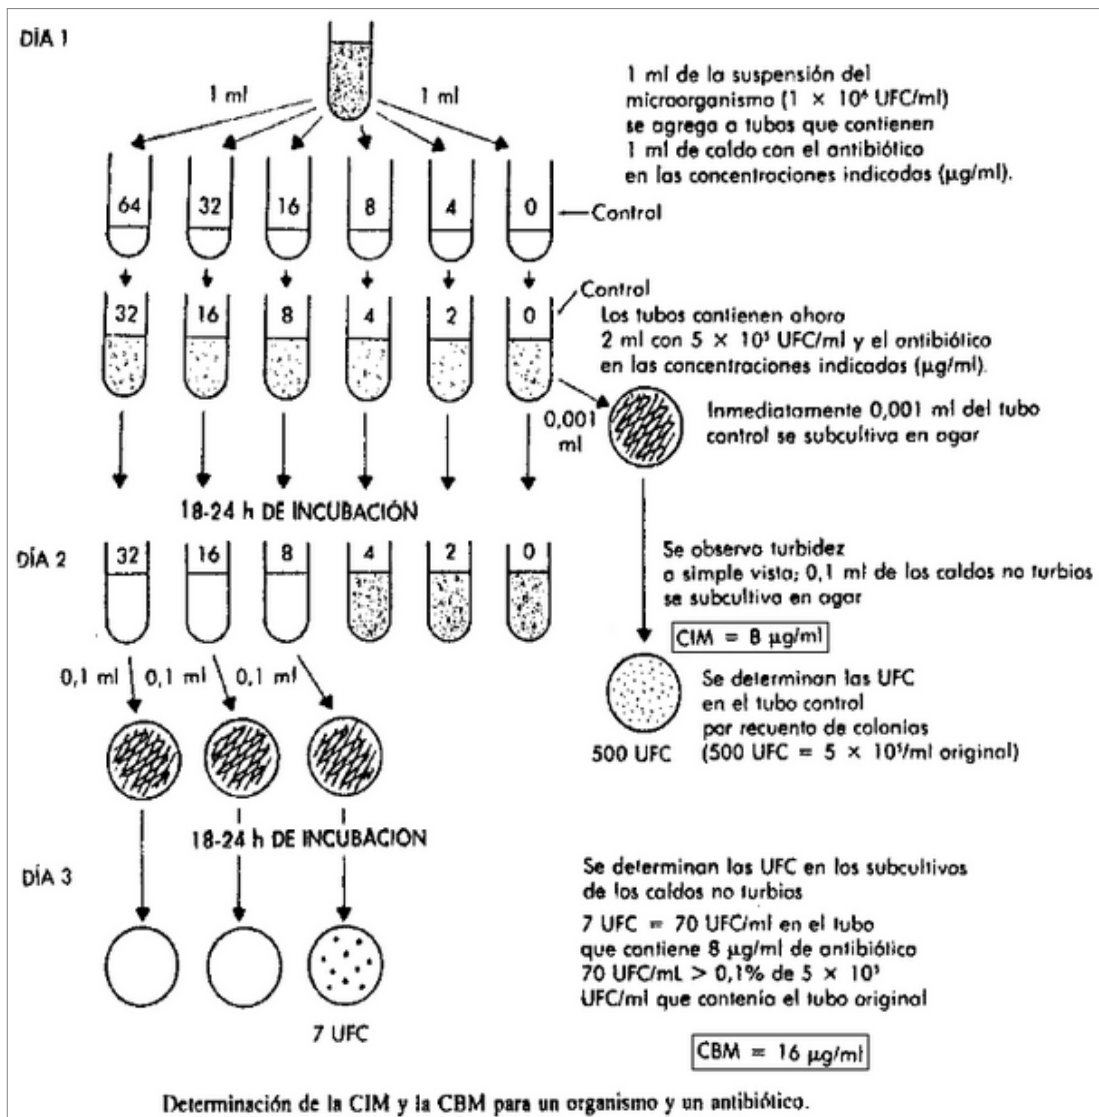 DÍA 1
1 ml
1 ml
1 ml de la suspensión del
microorganismo (1 × 10⁶ UFC/ml)
se agrega a tubos que contienen
1 ml de caldo con el antibiótico
en las concentraciones indicadas (µg/ml).
64 32 16 8 4 0
Control
Control
32 16 8 4 2 0
Los tubos contienen ahora
2 ml con 5 × 10⁵ UFC/ml y el antibiótico
en las concentraciones indicadas (µg/ml).
0,001
ml
Inmediatamente 0,001 ml del tubo
control se subcultiva en agar
18-24 h DE INCUBACIÓN
DÍA 2
32 16 8 4 2 0
Se observa turbidez
a simple vista; 0,1 ml de los caldos no turbios
se subcultiva en agar
CIM = 8 µg/ml
0,1 ml 0,1 ml 0,1 ml
Se determinan las UFC
en el tubo control
por recuento de colonias
(500 UFC = 5 × 10⁵/ml original)
500 UFC
18-24 h DE INCUBACIÓN
DÍA 3
Se determinan las UFC en los subcultivos
de los caldos no turbios
7 UFC = 70 UFC/ml en el tubo
que contiene 8 µg/ml de antibiótico
70 UFC/mL > 0,1% de 5 × 10⁵
UFC/ml que contenía el tubo original
7 UFC
CBM = 16 µg/ml
Determinación de la CIM y la CBM para un organismo y un antibiótico.